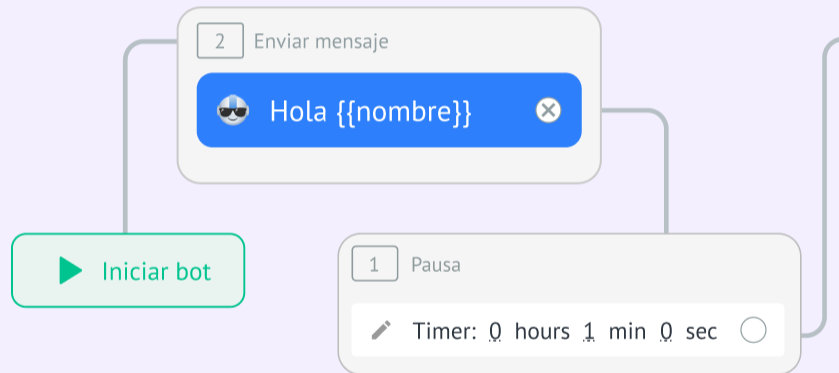 2 Enviar mensaje
Hola {{nombre}}
Iniciar bot
1 Pausa
Timer: 0 hours 1 min 0 sec